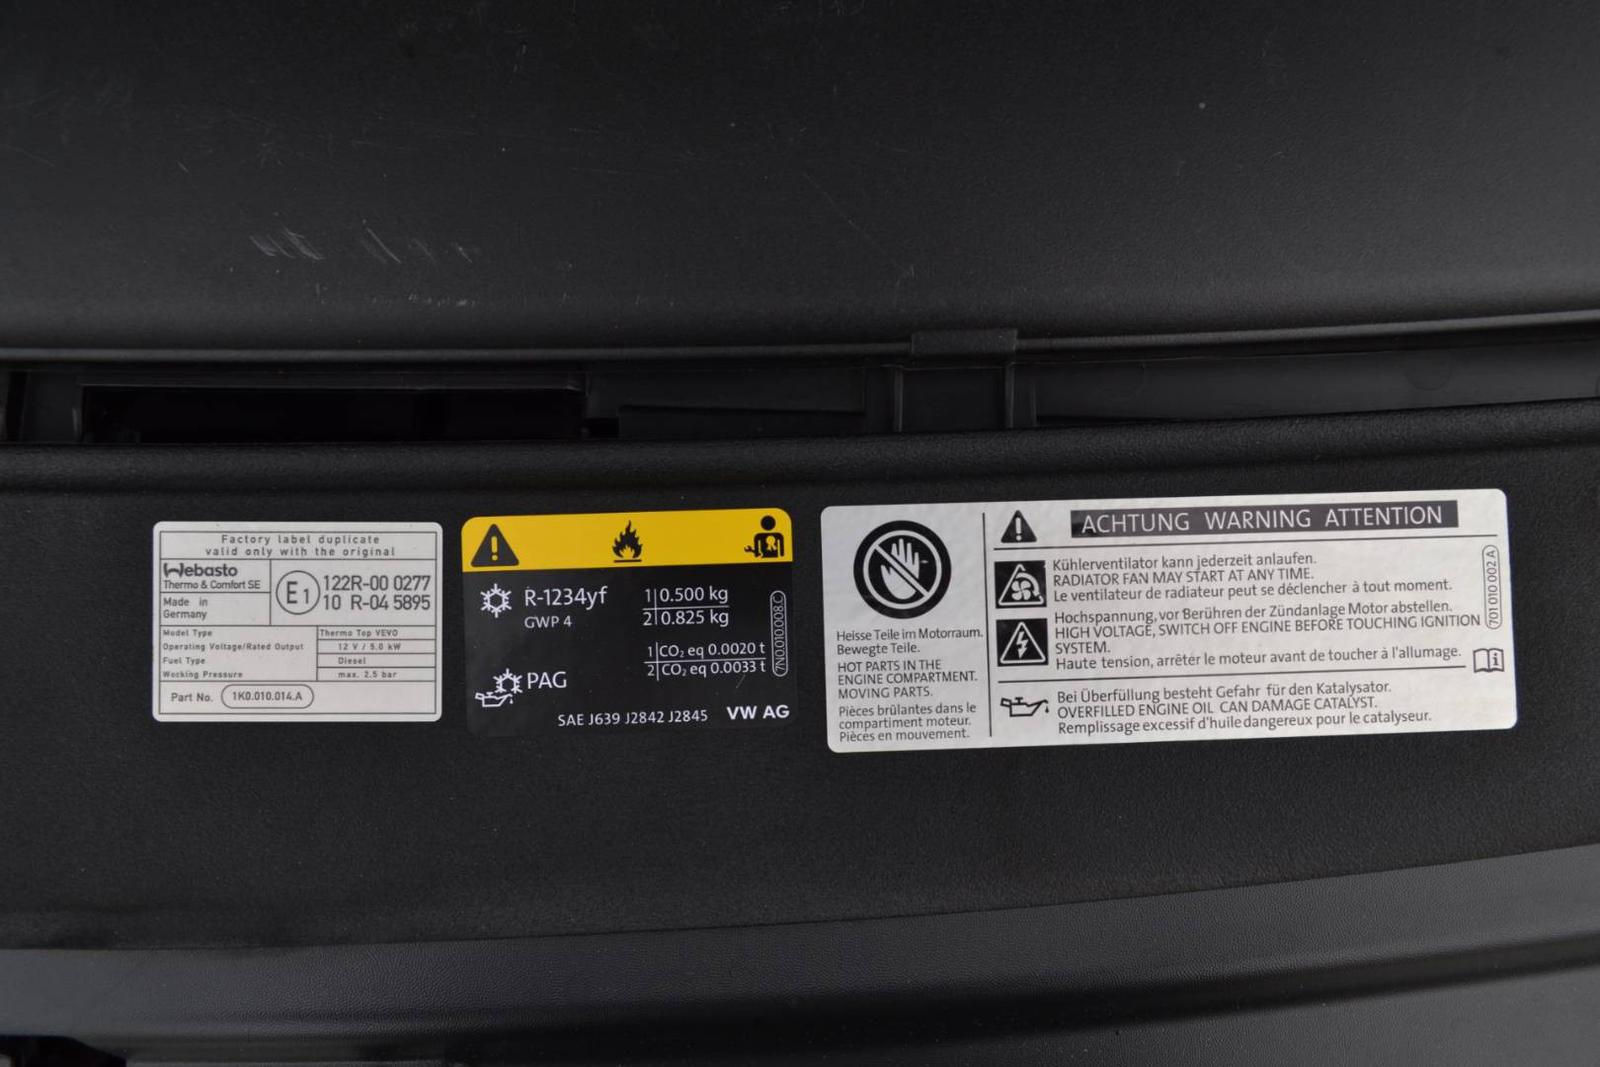 Factory label duplicate
valid only with the original
Webasto
Thermo & Comfort SE
Made in
Germany
E1
122R-00 0277
10 R-04 5895
Model Type Thermo Top VEVO
Operating Voltage/Rated Output 12 V / 5.0 kW
Fuel Type Diesel
Working Pressure max. 2.5 bar
Part No. 1K0.010.014.A
R-1234yf
GWP 4
1 0.500 kg
2 0.825 kg
1 CO₂ eq 0.0020 t
2 CO₂ eq 0.0033 t
7N0.010.008.C
PAG
SAE J639 J2842 J2845 VW AG
Heisse Teile im Motorraum.
Bewegte Teile.
HOT PARTS IN THE
ENGINE COMPARTMENT.
MOVING PARTS.
Pièces brûlantes dans le
compartiment moteur.
Pièces en mouvement.
ACHTUNG WARNING ATTENTION
Kühlerventilator kann jederzeit anlaufen.
RADIATOR FAN MAY START AT ANY TIME.
Le ventilateur de radiateur peut se déclencher à tout moment.
Hochspannung, vor Berühren der Zündanlage Motor abstellen.
HIGH VOLTAGE, SWITCH OFF ENGINE BEFORE TOUCHING IGNITION
SYSTEM.
Haute tension, arrêter le moteur avant de toucher à l'allumage.
Bei Überfüllung besteht Gefahr für den Katalysator.
OVERFILLED ENGINE OIL CAN DAMAGE CATALYST.
Remplissage excessif d'huile dangereux pour le catalyseur.
701 010 002 A